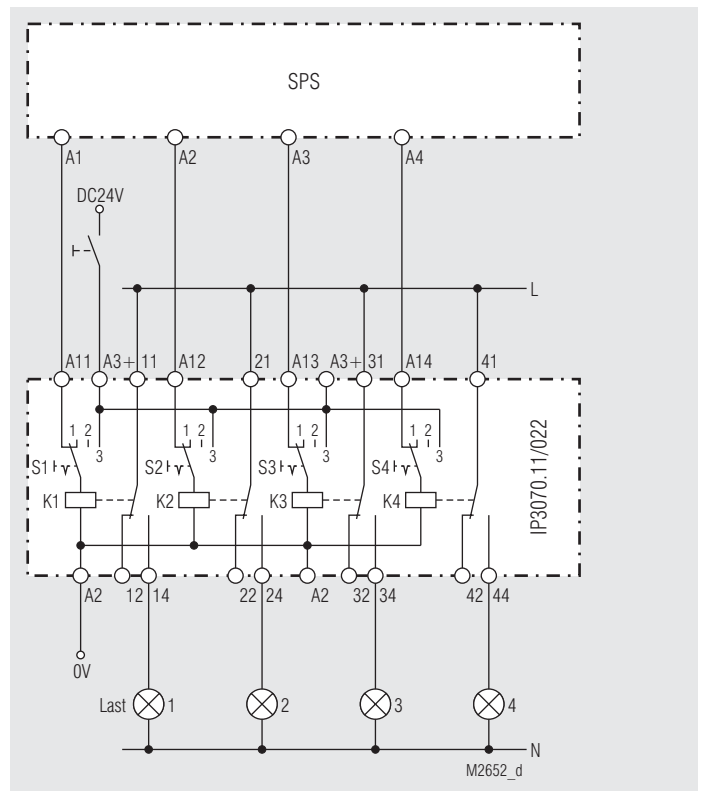 SPS
A1 A2 A3 A4
DC24V
L
A11 A3+ 11 A12 21 A13 A3+ 31 A14 41
1 2 3 1 2 3 1 2 3 1 2 3
S1 S2 S3 S4
K1 K2 K3 K4
IP3070.11/022
A2 12 14 22 24 A2 32 34 42 44
0V
Last 1 2 3 4
N
M2652_d